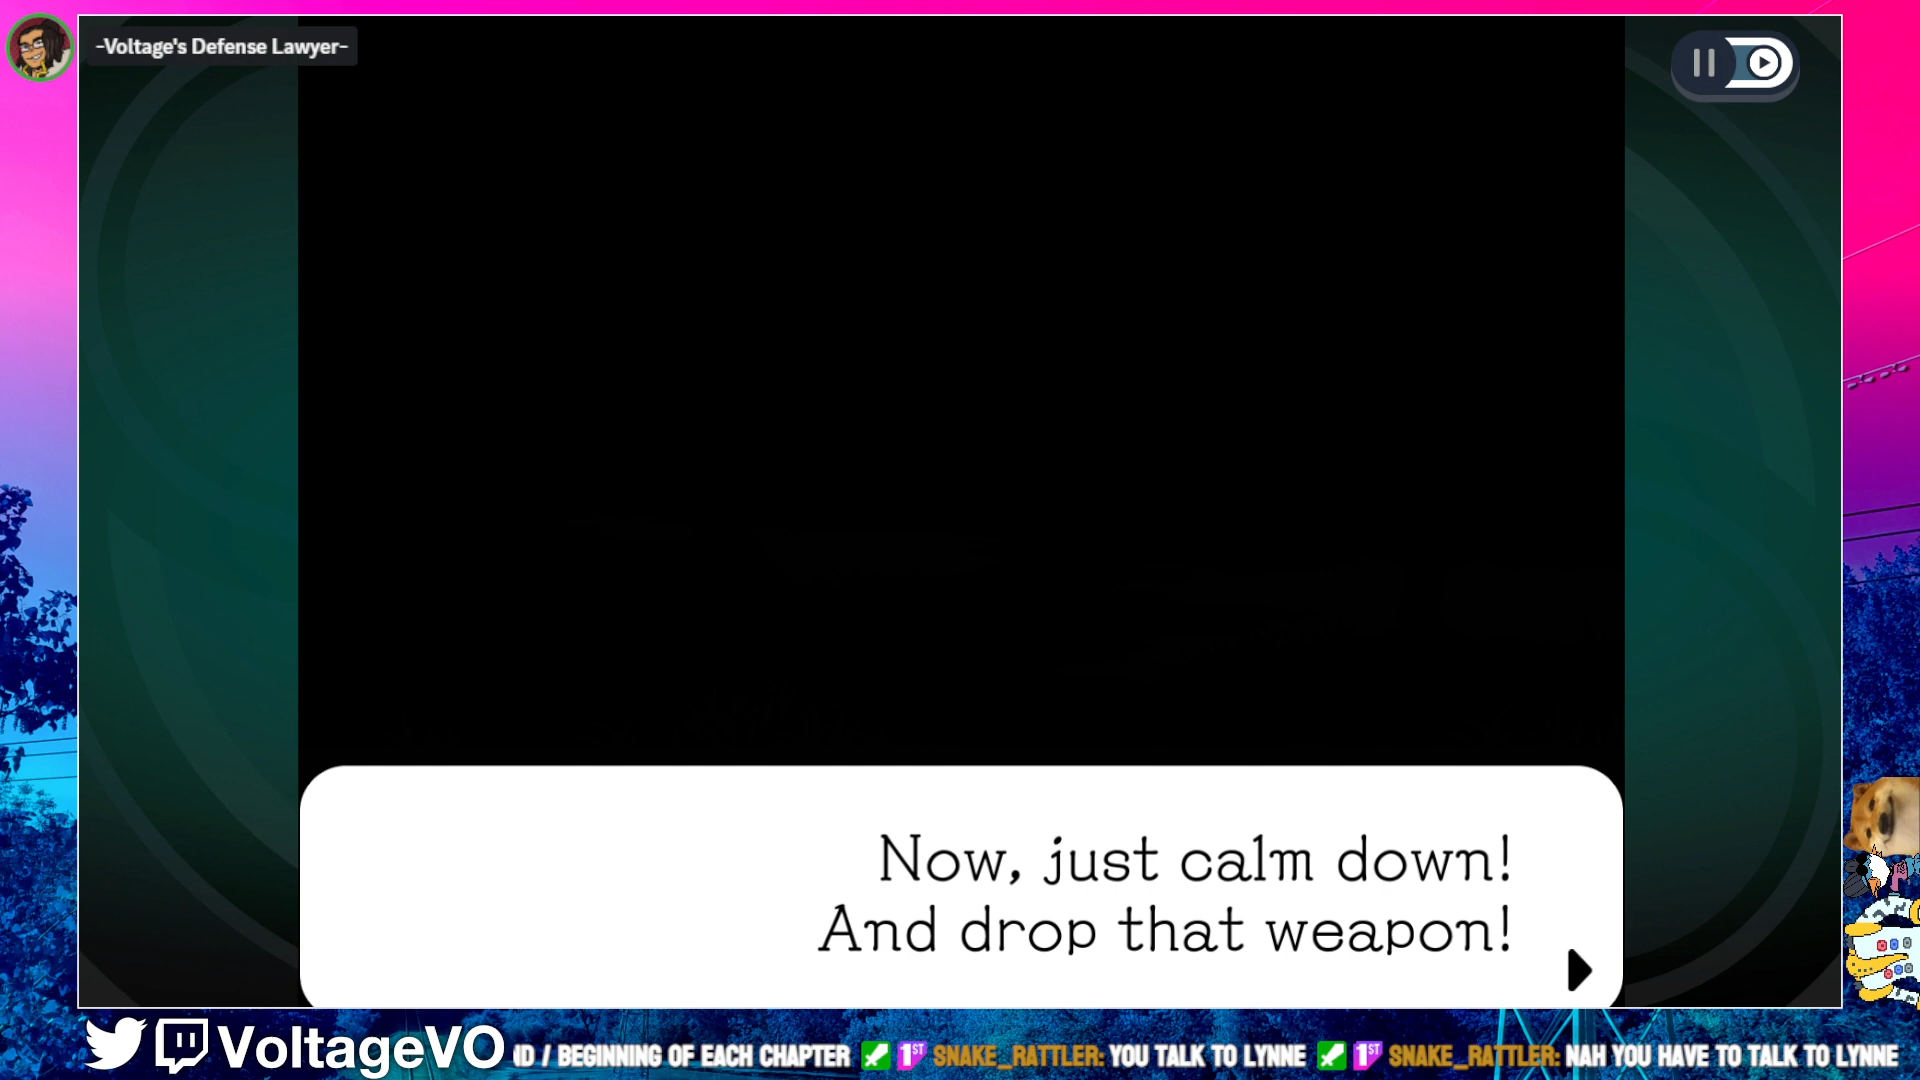 -Voltage's Defense Lawyer-
Now, just calm down!
And drop that weapon!
VoltageVO
ID / BEGINNING OF EACH CHAPTER 1ST SNAKE_RATTLER: YOU TALK TO LYNNE 1ST SNAKE_RATTLER: NAH YOU HAVE TO TALK TO LYNNE